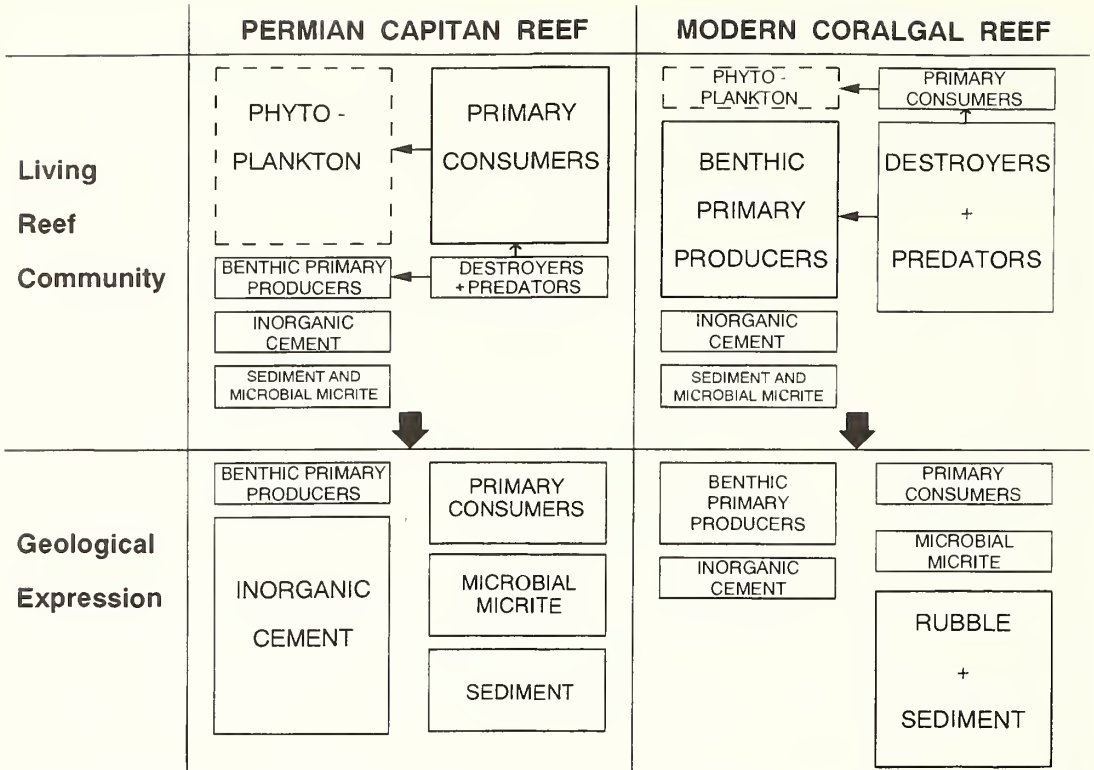 PERMIAN CAPITAN REEF
MODERN CORALGAL REEF
Living
Reef
Community
PHYTO -
PLANKTON
PRIMARY
CONSUMERS
BENTHIC PRIMARY
PRODUCERS
DESTROYERS
+PREDATORS
INORGANIC
CEMENT
SEDIMENT AND
MICROBIAL MICRITE
PHYTO -
PLANKTON
PRIMARY
CONSUMERS
BENTHIC
PRIMARY
PRODUCERS
DESTROYERS
+
PREDATORS
INORGANIC
CEMENT
SEDIMENT AND
MICROBIAL MICRITE
Geological
Expression
BENTHIC PRIMARY
PRODUCERS
INORGANIC
CEMENT
PRIMARY
CONSUMERS
MICROBIAL
MICRITE
SEDIMENT
BENTHIC
PRIMARY
PRODUCERS
INORGANIC
CEMENT
PRIMARY
CONSUMERS
MICROBIAL
MICRITE
RUBBLE
+
SEDIMENT